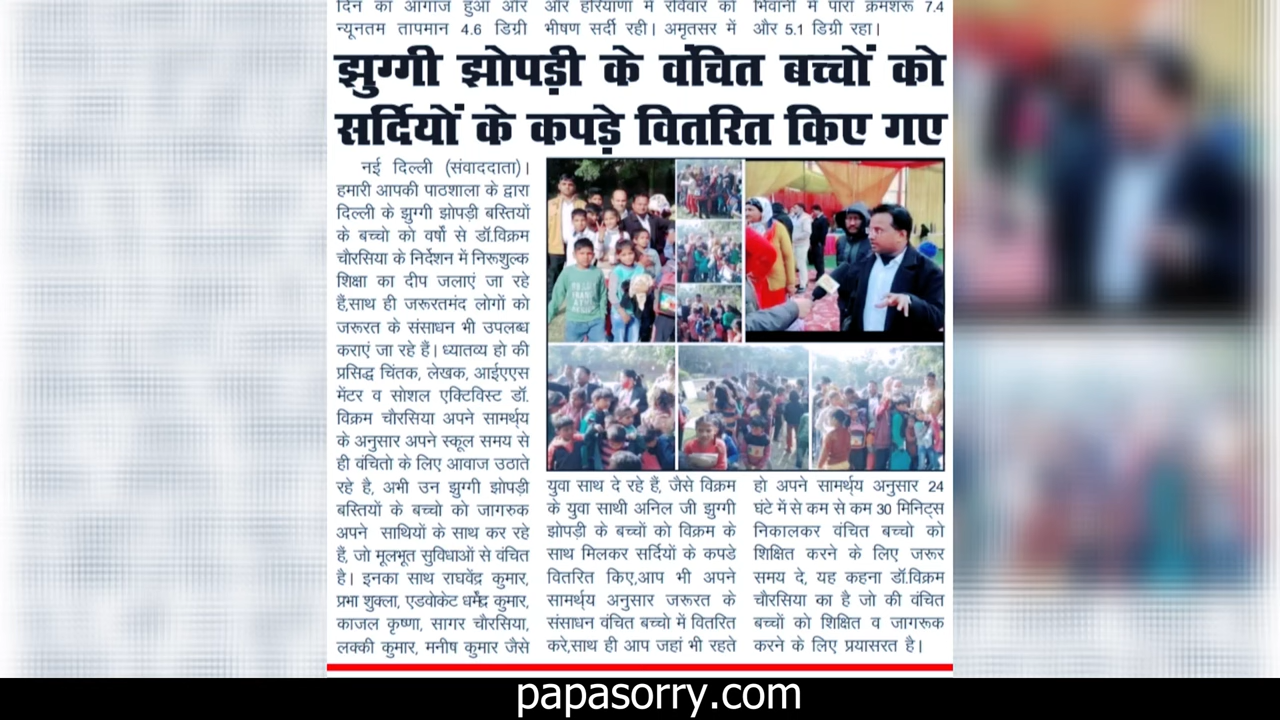 दिन का आगाज हुआ और
न्यूनतम तापमान 4.6 डिग्री
और हरियाणा में रविवार को
भीषण सर्दी रही। अमृतसर में
भिवानी में पारा क्रमशरू 7.4
और 5.1 डिग्री रहा।
झुग्गी झोपड़ी के वंचित बच्चों को
सर्दियों के कपड़े वितरित किए गए
नई दिल्ली (संवाददाता)।
हमारी आपकी पाठशाला के द्वारा
दिल्ली के झुग्गी झोपड़ी बस्तियों
के बच्चो को वर्षों से डॉ.विक्रम
चौरसिया के निर्देशन में निरूशुल्क
शिक्षा का दीप जलाएं जा रहे
हैं,साथ ही जरूरतमंद लोगों को
जरूरत के संसाधन भी उपलब्ध
कराएं जा रहे हैं। ध्यातव्य हो की
प्रसिद्ध चिंतक, लेखक, आईएएस
मेंटर व सोशल एक्टिविस्ट डॉ.
विक्रम चौरसिया अपने सामर्थ्य
के अनुसार अपने स्कूल समय से
ही वंचितो के लिए आवाज उठाते
रहे है, अभी उन झुग्गी झोपड़ी
बस्तियों के बच्चो को जागरुक
अपने साथियों के साथ कर रहे
हैं, जो मूलभूत सुविधाओं से वंचित
है। इनका साथ राघवेंद्र कुमार,
प्रभा शुक्ला, एडवोकेट धर्मेंद्र कुमार,
काजल कृष्णा, सागर चौरसिया,
लक्की कुमार, मनीष कुमार जैसे
युवा साथ दे रहे हैं, जैसे विक्रम
के युवा साथी अनिल जी झुग्गी
झोपड़ी के बच्चों को विक्रम के
साथ मिलकर सर्दियों के कपडे
वितरित किए,आप भी अपने
सामर्थ्य अनुसार जरूरत के
संसाधन वंचित बच्चो में वितरित
करे,साथ ही आप जहां भी रहते
हो अपने सामर्थ्य अनुसार 24
घंटे में से कम से कम 30 मिनिट्स
निकालकर वंचित बच्चो को
शिक्षित करने के लिए जरूर
समय दे, यह कहना डॉ.विक्रम
चौरसिया का है जो की वंचित
बच्चों को शिक्षित व जागरूक
करने के लिए प्रयासरत है।
papasorry.com